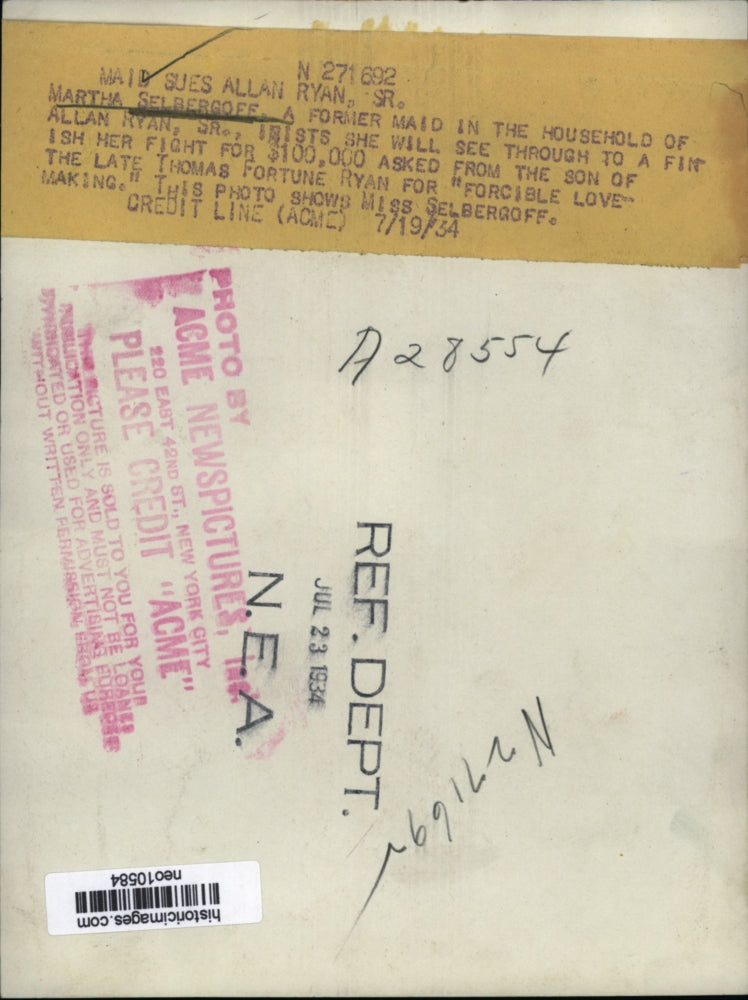 N 271692
MAID SUES ALLAN RYAN, SR.
MARTHA SELBERGOFF, A FORMER MAID IN THE HOUSEHOLD OF
ALLAN RYAN, SR., INISTS SHE WILL SEE THROUGH TO A FIN
ISH HER FIGHT FOR $100,000 ASKED FROM THE SON OF
THE LATE THOMAS FORTUNE RYAN FOR "FORCIBLE LOVE-
MAKING." THIS PHOTO SHOWS MISS SELBERGOFF.
CREDIT LINE (ACME) 7/19/34
PHOTO BY
ACME NEWSPICTURES, INC.
220 EAST 42ND ST., NEW YORK CITY
PLEASE CREDIT "ACME"
THIS PICTURE IS SOLD TO YOU FOR YOUR
PUBLICATION ONLY AND MUST NOT BE LOANED
SYNDICATED OR USED FOR ADVERTISING PURPOSE
WITHOUT WRITTEN PERMISSION FROM US
A28554
REF. DEPT.
JUL 23 1934
N.E.A.
N271692
historicimages.com
neo10584